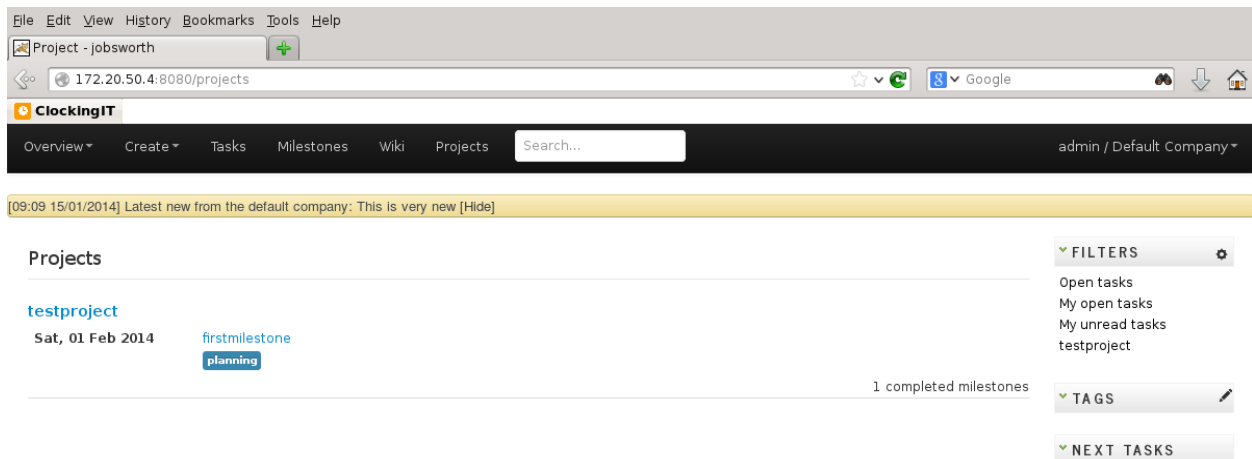 File Edit View History Bookmarks Tools Help
Project - jobsworth
172.20.50.4:8080/projects
Google
ClockingIT
Overview Create Tasks Milestones Wiki Projects Search... admin / Default Company
[09:09 15/01/2014] Latest new from the default company: This is very new [Hide]
Projects
testproject
Sat, 01 Feb 2014 firstmilestone
planning
1 completed milestones
FILTERS
Open tasks
My open tasks
My unread tasks
testproject
TAGS
NEXT TASKS